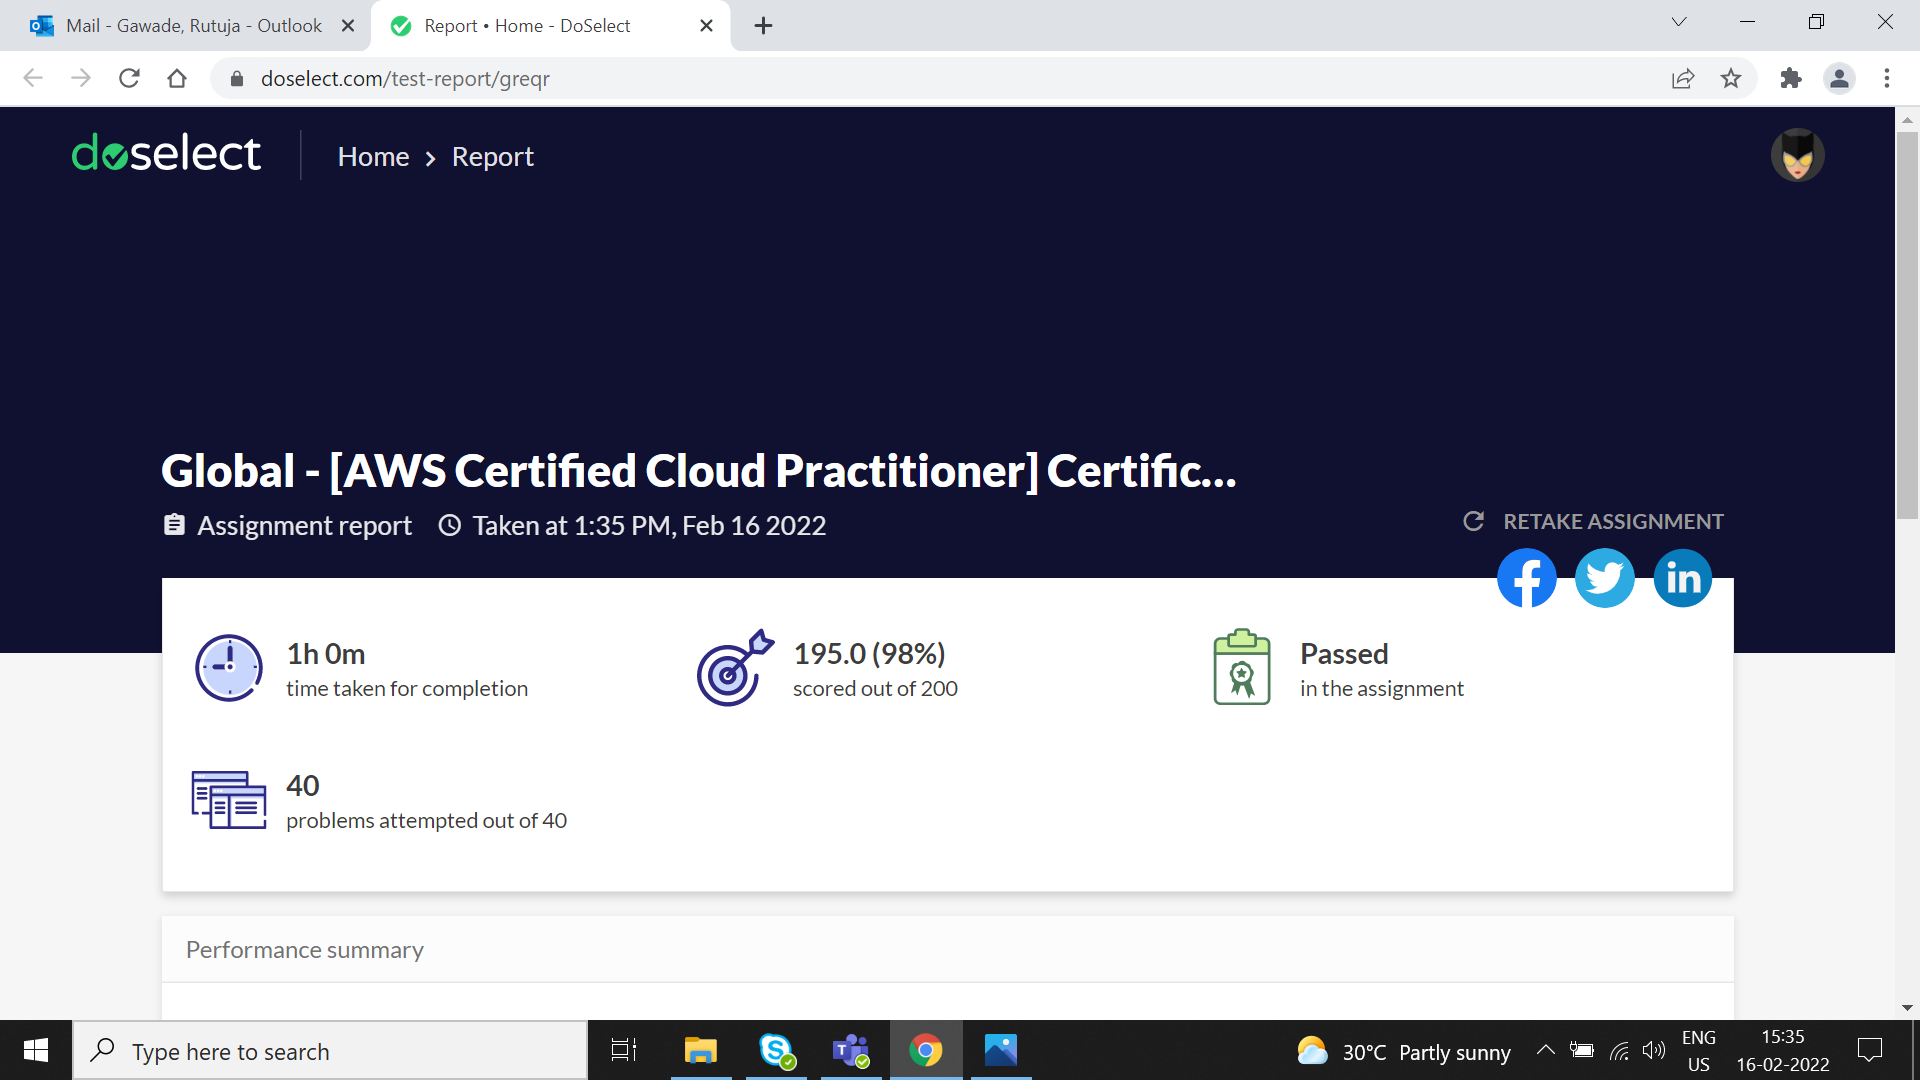 Mail - Gawade, Rutuja - Outlook
Report • Home - DoSelect
doselect.com/test-report/greqr
doselect
Home > Report
Global - [AWS Certified Cloud Practitioner] Certific...
Assignment report
Taken at 1:35 PM, Feb 16 2022
RETAKE ASSIGNMENT
1h 0m
time taken for completion
195.0 (98%)
scored out of 200
Passed
in the assignment
40
problems attempted out of 40
Performance summary
Type here to search
30°C Partly sunny
ENG
US
15:35
16-02-2022